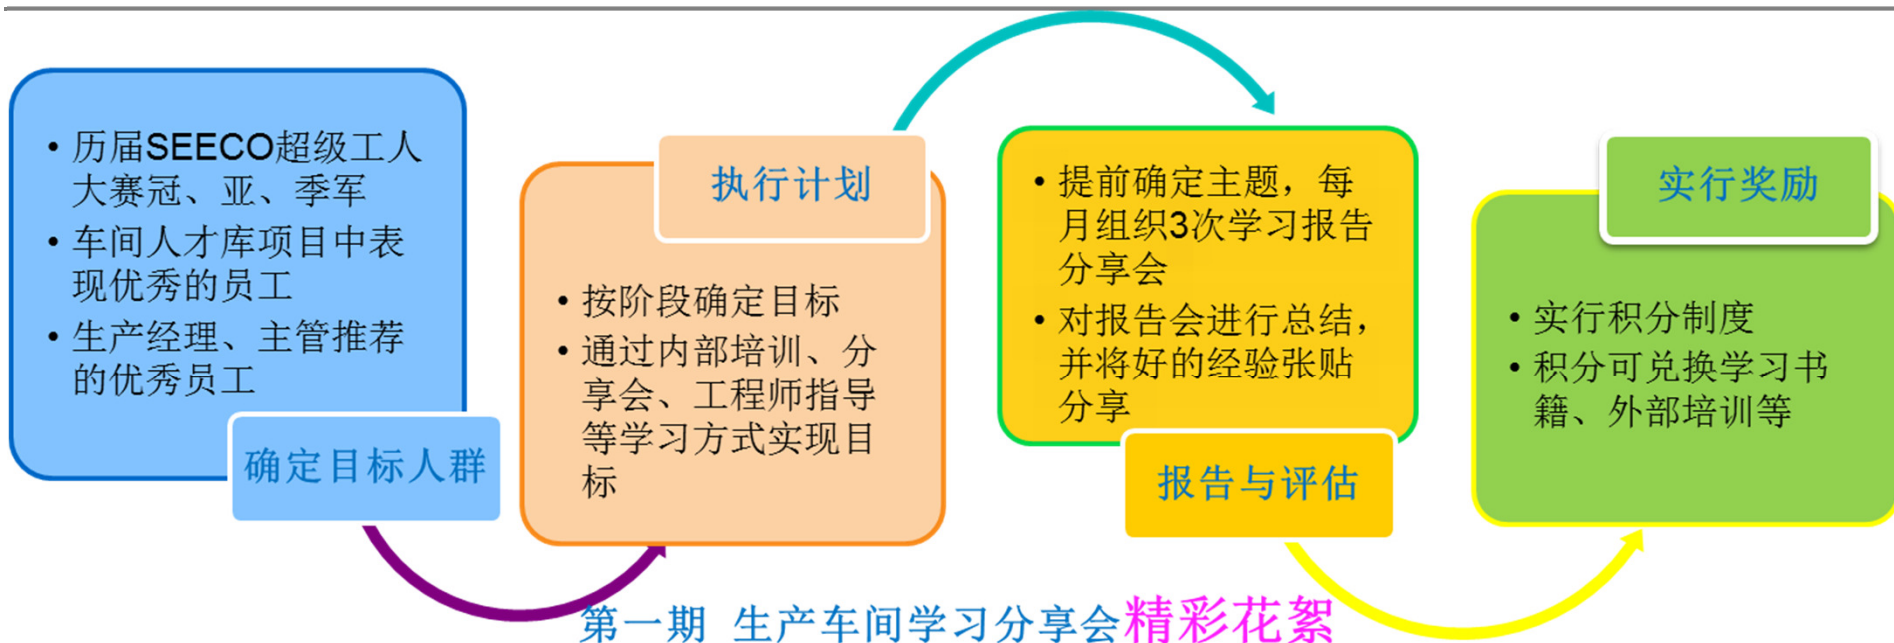 • 历届SEECO超级工人
大赛冠、亚、季军
• 车间人才库项目中表
现优秀的员工
• 生产经理、主管推荐
的优秀员工
确定目标人群
执行计划
• 按阶段确定目标
• 通过内部培训、分
享会、工程师指导
等学习方式实现目
标
• 提前确定主题，每
月组织3次学习报告
分享会
• 对报告会进行总结，
并将好的经验张贴
分享
报告与评估
实行奖励
• 实行积分制度
• 积分可兑换学习书
籍、外部培训等
第一期 生产车间学习分享会精彩花絮